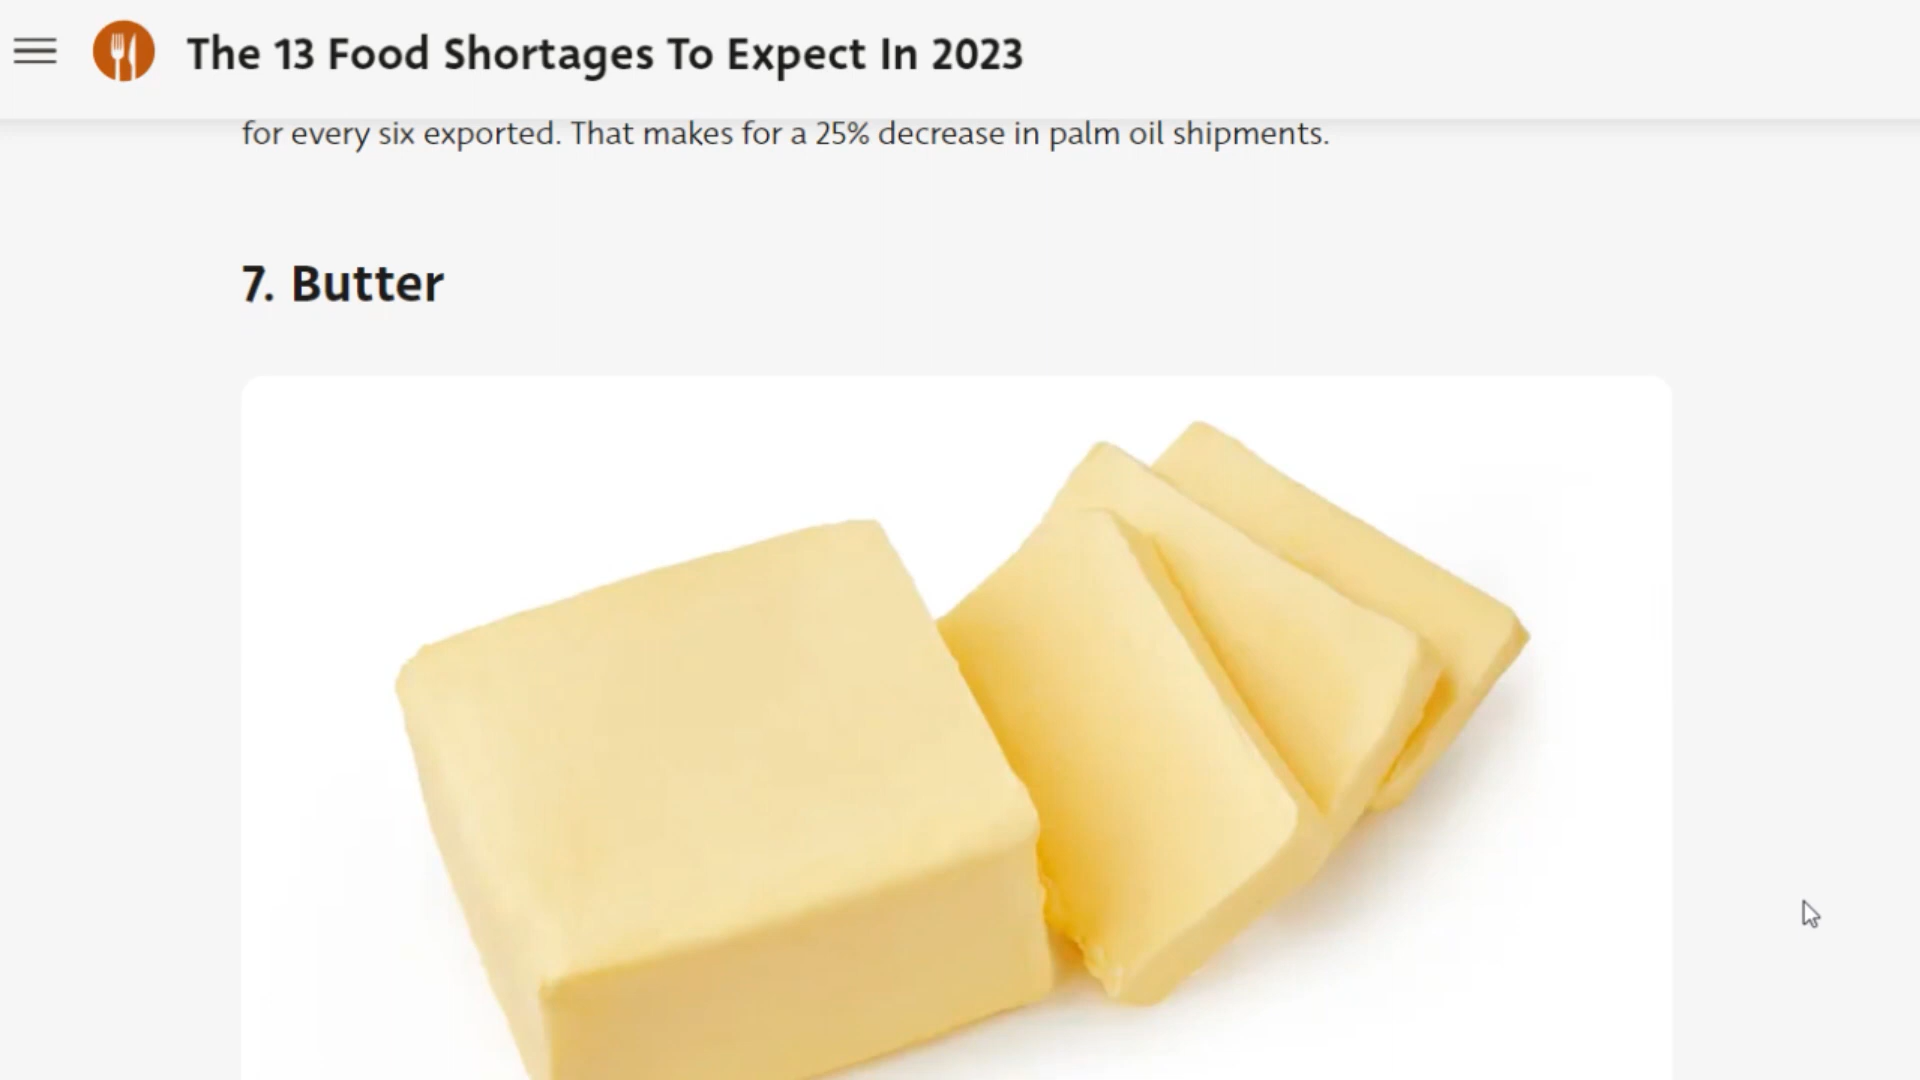 The 13 Food Shortages To Expect In 2023
for every six exported. That makes for a 25% decrease in palm oil shipments.
7. Butter